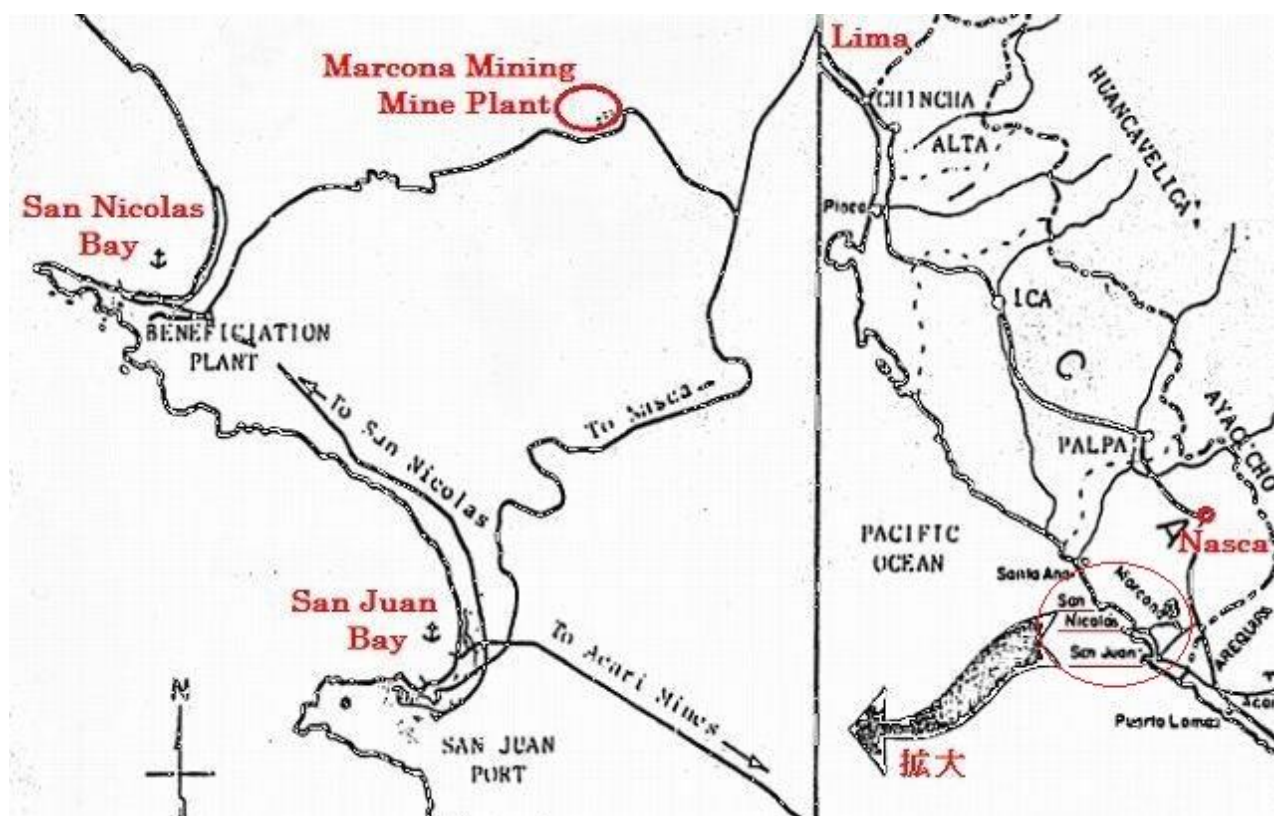 Marcona Mining
Mine Plant
San Nicolas
Bay
BENEFICIATION
PLANT
To San Nicolas
To Nasca
San Juan
Bay
To Acari Mines
N
SAN JUAN
PORT
Lima
CHINCHA
ALTA
HUANCAVELICA
Pisco
ICA
C
PALPA
AYACUCHO
A
Nasca
PACIFIC
OCEAN
Santa Ana
Marcona
San
Nicolas
San Juan
AREQUIPA
Puerto Lomas
拡大